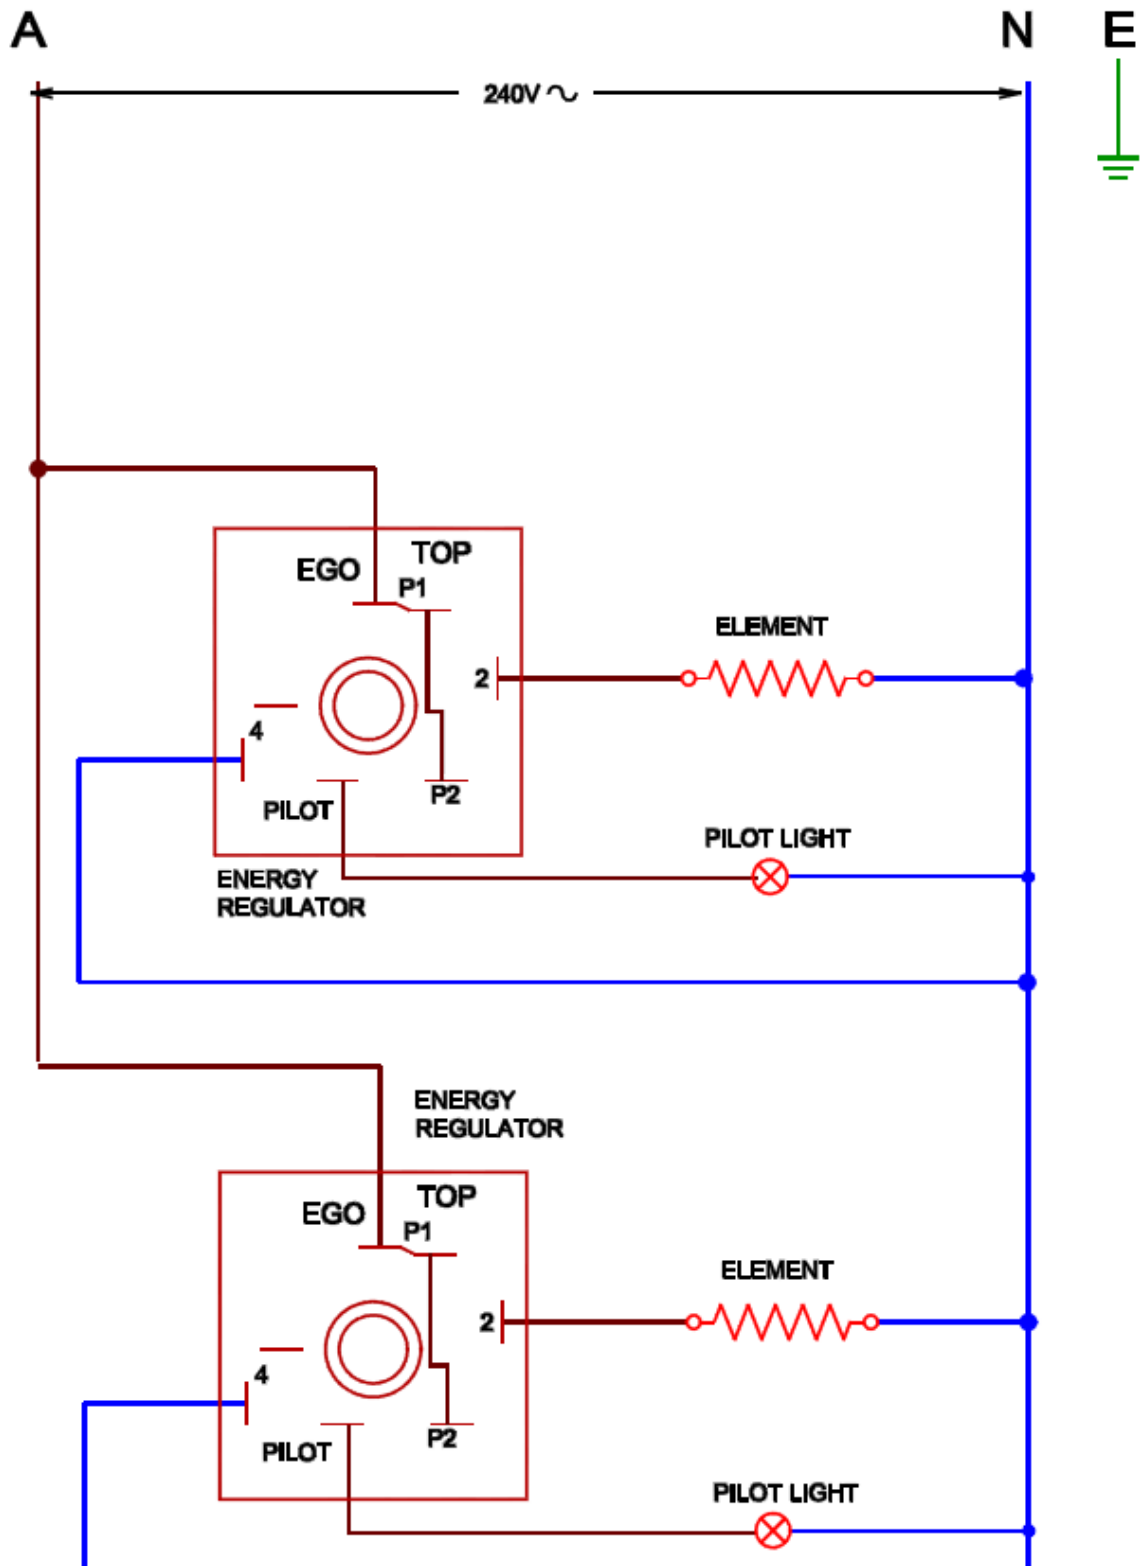 A
N
E
240V
TOP
EGO
P1
ELEMENT
2
4
P2
PILOT
PILOT LIGHT
ENERGY
REGULATOR
ENERGY
REGULATOR
TOP
EGO
P1
ELEMENT
2
4
P2
PILOT
PILOT LIGHT